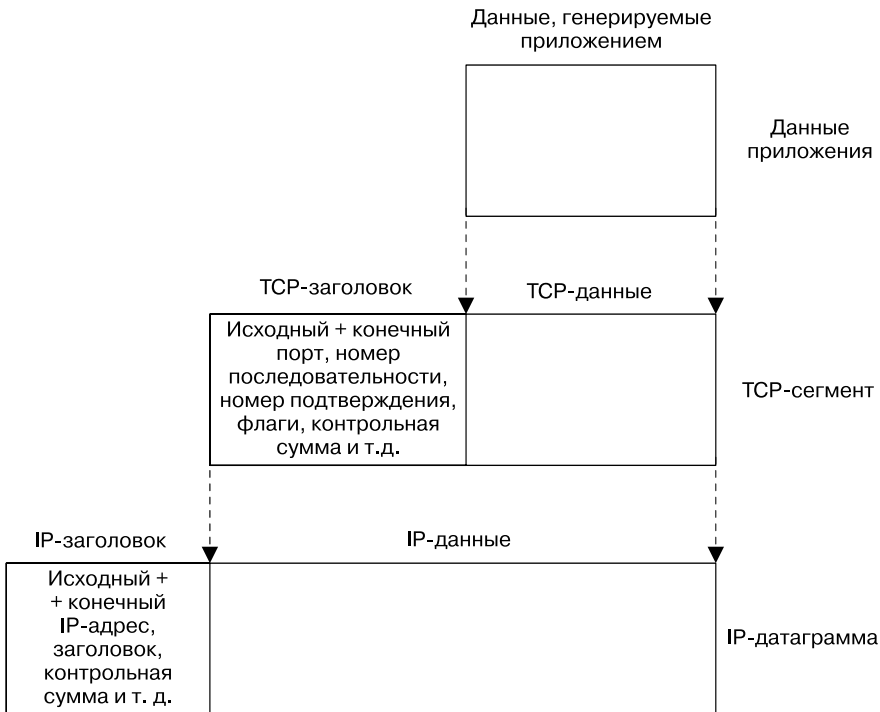 Данные, генерируемые
приложением
Данные
приложения
TCP-заголовок
TCP-данные
Исходный + конечный
порт, номер
последовательности,
номер подтверждения,
флаги, контрольная
сумма и т.д.
TCP-сегмент
IP-заголовок
IP-данные
Исходный +
+ конечный
IP-адрес,
заголовок,
контрольная
сумма и т. д.
IP-датаграмма